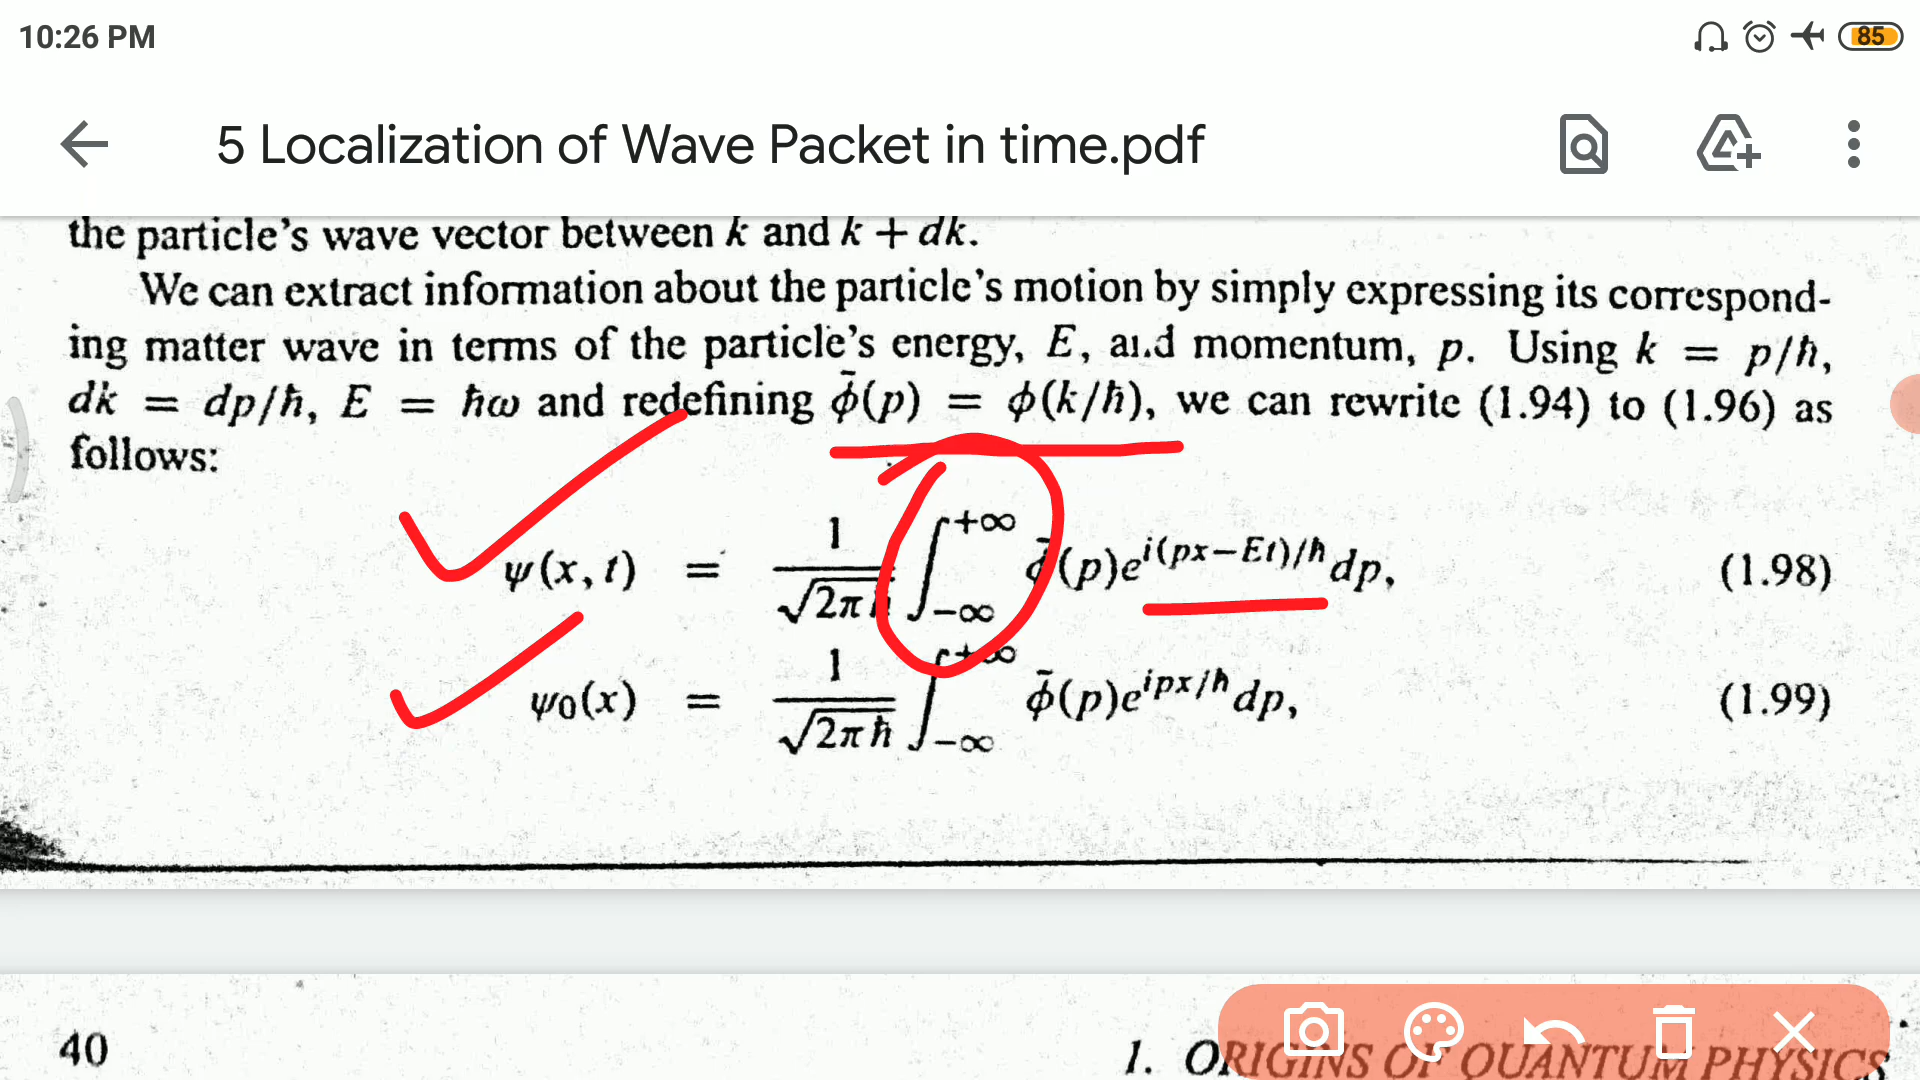 10:26 PM
85
5 Localization of Wave Packet in time.pdf
the particle's wave vector between k and k + dk.
We can extract information about the particle's motion by simply expressing its correspond-
ing matter wave in terms of the particle's energy, E, and momentum, p. Using k = p/ħ,
dk = dp/ħ, E = ħω and redefining φ̃(p) = φ(k/ħ), we can rewrite (1.94) to (1.96) as
follows:
ψ(x, t) = 1/√2πħ ∫−∞+∞ φ̃(p)e^{i(px−Et)/ħ} dp, (1.98)
ψ0(x) = 1/√2πħ ∫−∞+∞ φ̃(p)e^{ipx/ħ} dp, (1.99)
40
1. ORIGINS OF QUANTUM PHYSICS